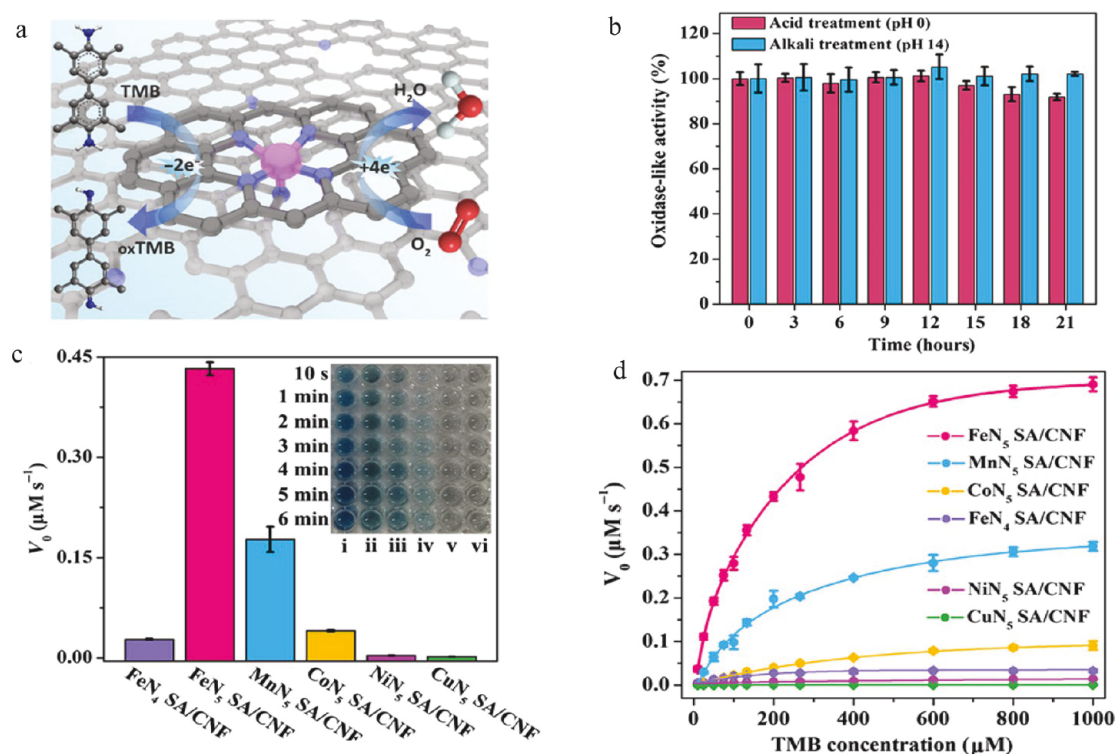 a
TMB
−2e⁻
oxTMB
H₂O
+4e⁻
O₂
b
Acid treatment (pH 0)
Alkali treatment (pH 14)
Oxidase-like activity (%)
120
100
80
60
40
20
0
0 3 6 9 12 15 18 21
Time (hours)
c
V₀ (µM s⁻¹)
0.45
0.30
0.15
0.00
10 s
1 min
2 min
3 min
4 min
5 min
6 min
i ii iii iv v vi
FeN₄ SA/CNF
FeN₅ SA/CNF
MnN₅ SA/CNF
CoN₅ SA/CNF
NiN₅ SA/CNF
CuN₅ SA/CNF
d
V₀ (µM s⁻¹)
0.7
0.6
0.5
0.4
0.3
0.2
0.1
0.0
FeN₅ SA/CNF
MnN₅ SA/CNF
CoN₅ SA/CNF
FeN₄ SA/CNF
NiN₅ SA/CNF
CuN₅ SA/CNF
0 200 400 600 800 1000
TMB concentration (µM)